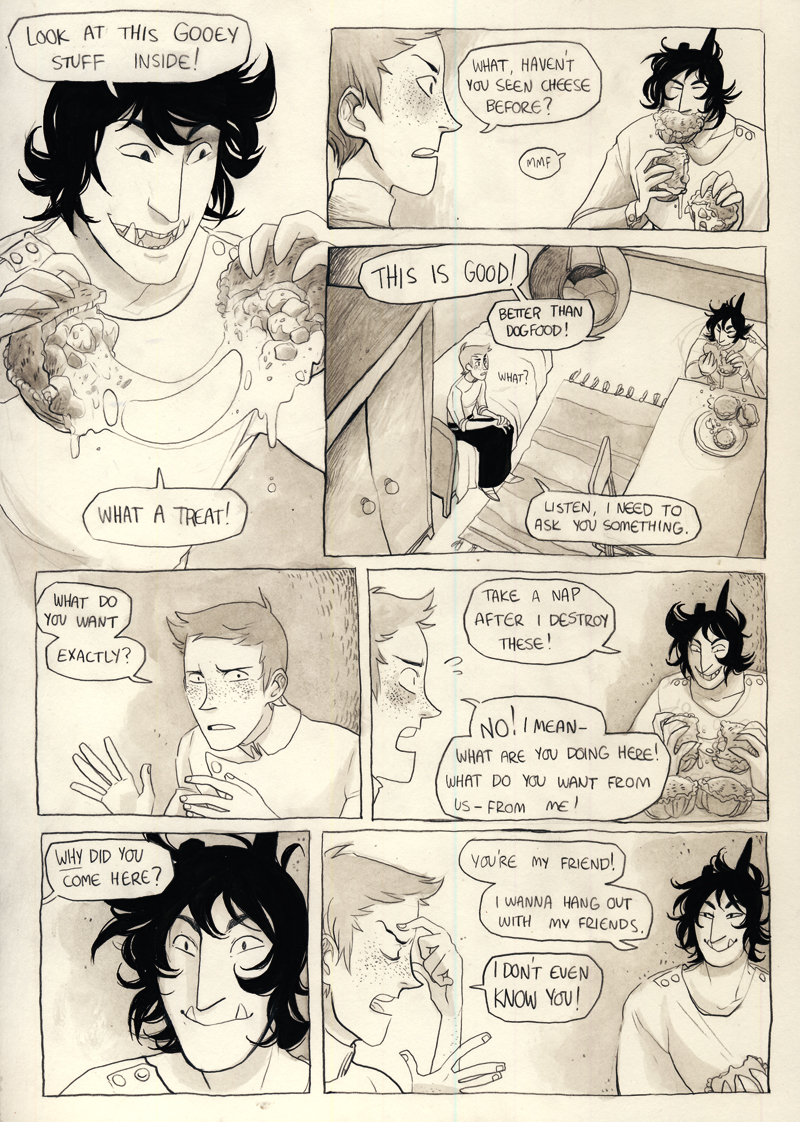 LOOK AT THIS GOOEY
STUFF INSIDE!
WHAT A TREAT!
WHAT, HAVEN'T
YOU SEEN CHEESE
BEFORE?
MMF
THIS IS GOOD!
BETTER THAN
DOGFOOD!
WHAT?
LISTEN, I NEED TO
ASK YOU SOMETHING.
WHAT DO
YOU WANT
EXACTLY?
TAKE A NAP
AFTER I DESTROY
THESE!
NO! I MEAN-
WHAT ARE YOU DOING HERE!
WHAT DO YOU WANT FROM
US - FROM ME!
WHY DID YOU
COME HERE?
YOU'RE MY FRIEND!
I WANNA HANG OUT
WITH MY FRIENDS.
I DON'T EVEN
KNOW YOU!